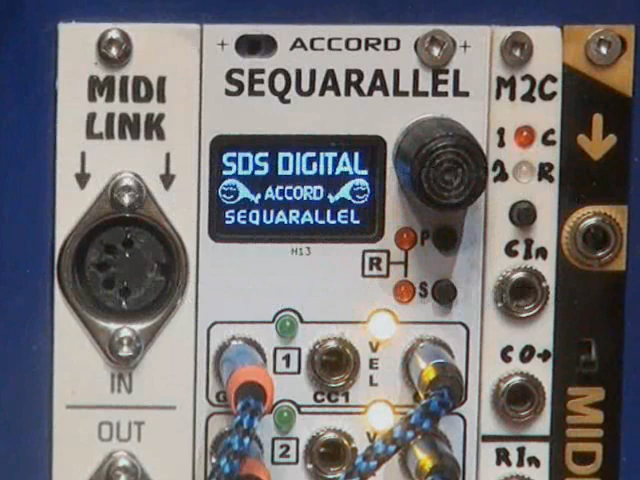 MIDI
LINK
IN
OUT
+ ACCORD +
SEQUARALLEL
SDS DIGITAL
ACCORD
SEQUARALLEL
H13
P
R
S
1
VEL
G
CC1
2
V
M2C
1 C
2 R
CIn
RIn
MIDI